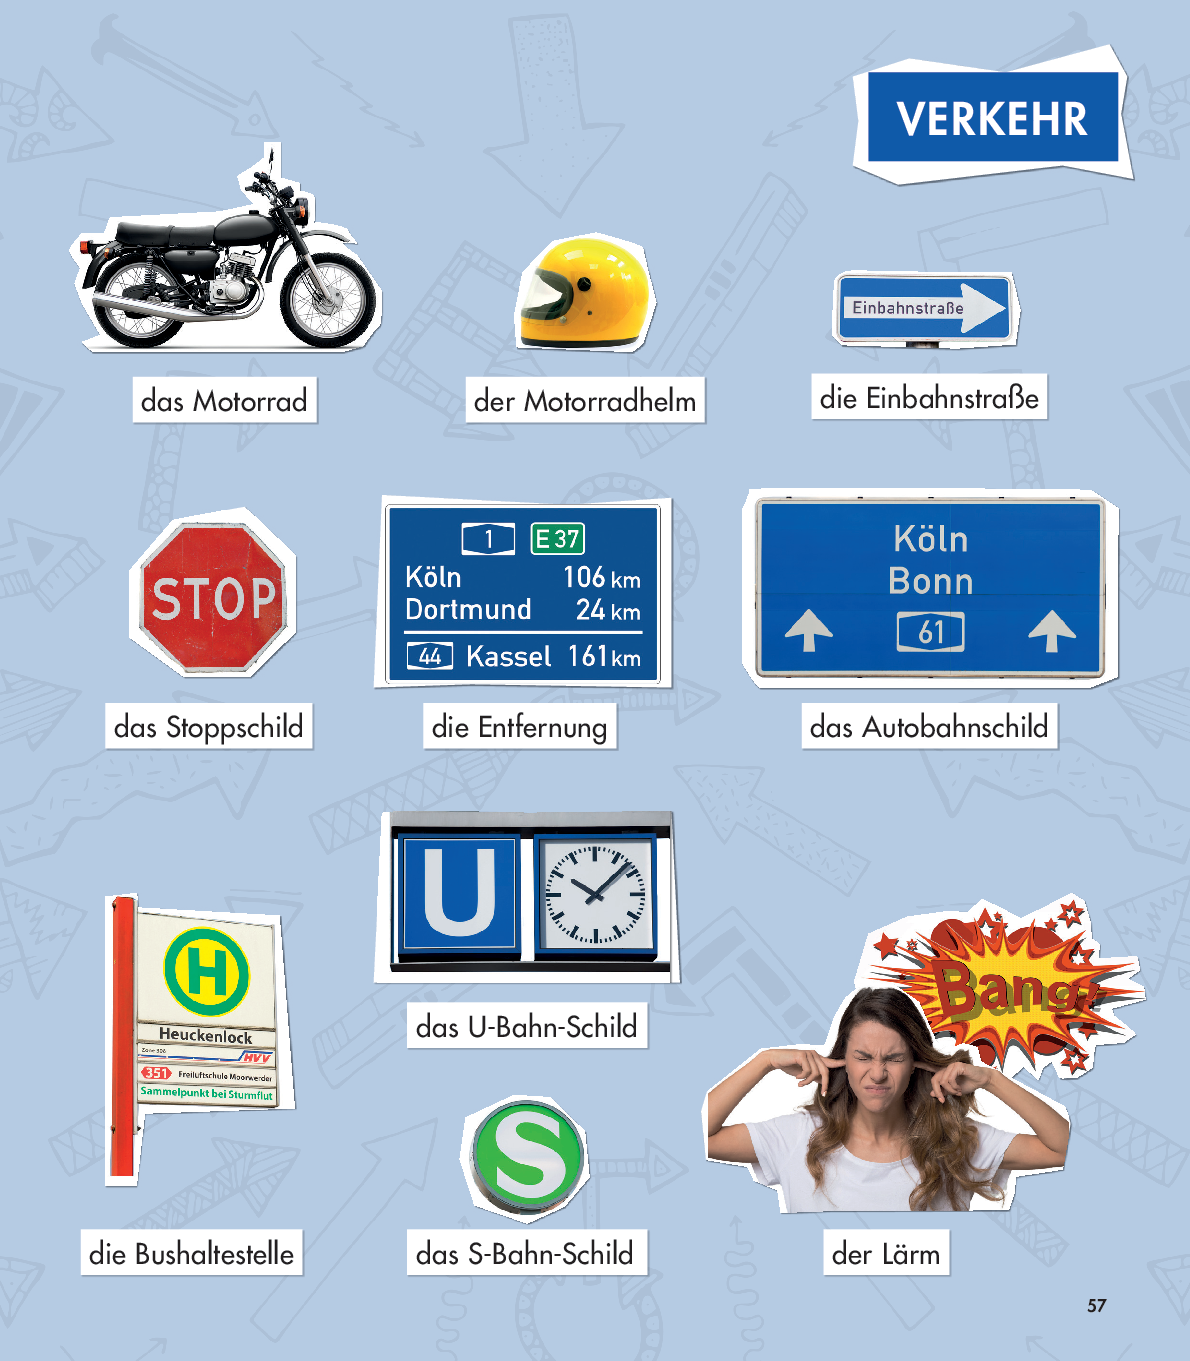 VERKEHR
das Motorrad
der Motorradhelm
Einbahnstraße
die Einbahnstraße
STOP
das Stoppschild
1 E 37
Köln 106 km
Dortmund 24 km
44 Kassel 161 km
die Entfernung
Köln
Bonn
61
das Autobahnschild
H
Heuckenlock
Zone 306
HVV
351 Freiluftschule Moorwerder
Sammelpunkt bei Sturmflut
die Bushaltestelle
U
das U-Bahn-Schild
S
das S-Bahn-Schild
Bang!
der Lärm
57